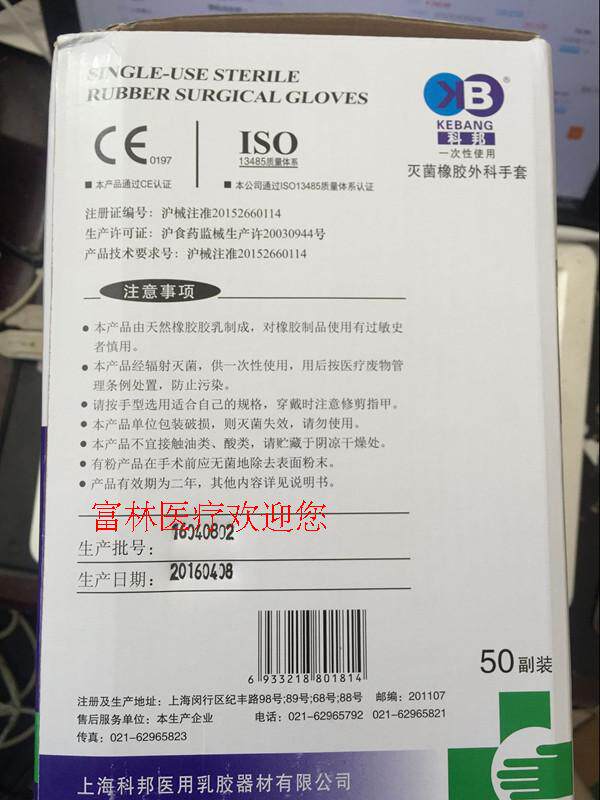 SINGLE-USE STERILE
RUBBER SURGICAL GLOVES
KB®
KEBANG
科邦
一次性使用
灭菌橡胶外科手套
CE 0197
ISO
13485质量体系
■ 本产品通过CE认证
■ 本公司通过ISO13485质量体系认证
注册证编号：沪械注准20152660114
生产许可证：沪食药监械生产许20030944号
产品技术要求号：沪械注准20152660114
注意事项
● 本产品由天然橡胶胶乳制成，对橡胶制品使用有过敏史
者慎用。
● 本产品经辐射灭菌，供一次性使用，用后按医疗废物管
理条例处置，防止污染。
● 请按手型选用适合自己的规格，穿戴时注意修剪指甲。
● 本产品单位包装破损，则灭菌失效，请勿使用。
● 本产品不宜接触油类、酸类，请贮藏于阴凉干燥处。
● 有粉产品在手术前应无菌地除去表面粉末。
● 产品有效期为二年，其他内容详见说明书。
富林医疗欢迎您
生产批号：16040802
生产日期：20160408
6 933218 801814
50副装
注册及生产地址：上海闵行区纪丰路98号;89号;68号;88号 邮编：201107
售后服务单位：本生产企业 电话：021-62965792 021-62965821
传真：021-62965823
上海科邦医用乳胶器材有限公司